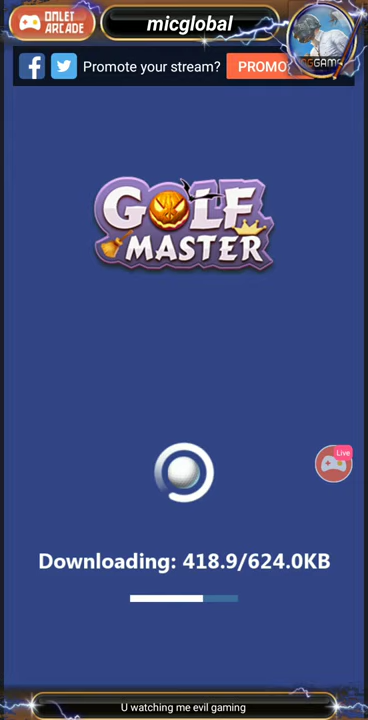 OMLET
ARCADE
micglobal
Promote your stream?
PROMO
GGAME
GOLF
MASTER
Live
Downloading: 418.9/624.0KB
U watching me evil gaming